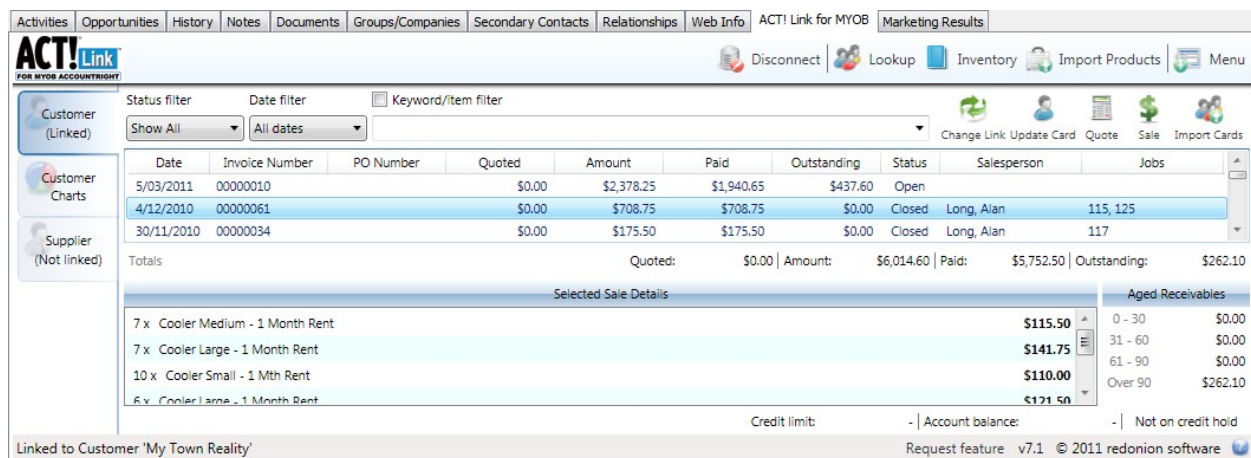 Activities Opportunities History Notes Documents Groups/Companies Secondary Contacts Relationships Web Info ACT! Link for MYOB Marketing Results
ACT! Link Disconnect Lookup Inventory Import Products Menu
FOR MYOB ACCOUNTRIGHT
Status filter Date filter Keyword/item filter
Customer (Linked)
Show All All dates
Change Link Update Card Quote Sale Import Cards
Date Invoice Number PO Number Quoted Amount Paid Outstanding Status Salesperson Jobs
Customer Charts
5/03/2011 00000010 $0.00 $2,378.25 $1,940.65 $437.60 Open
4/12/2010 00000061 $0.00 $708.75 $708.75 $0.00 Closed Long, Alan 115, 125
30/11/2010 00000034 $0.00 $175.50 $175.50 $0.00 Closed Long, Alan 117
Supplier (Not linked)
Totals Quoted: $0.00 Amount: $6,014.60 Paid: $5,752.50 Outstanding: $262.10
Selected Sale Details Aged Receivables
7 x Cooler Medium - 1 Month Rent $115.50 0 - 30 $0.00
7 x Cooler Large - 1 Month Rent $141.75 31 - 60 $0.00
10 x Cooler Small - 1 Mth Rent $110.00 61 - 90 $0.00
6 x Cooler Large - 1 Month Rent $121.50 Over 90 $262.10
Credit limit: - Account balance: - Not on credit hold
Linked to Customer 'My Town Reality' Request feature v7.1 © 2011 redonion software